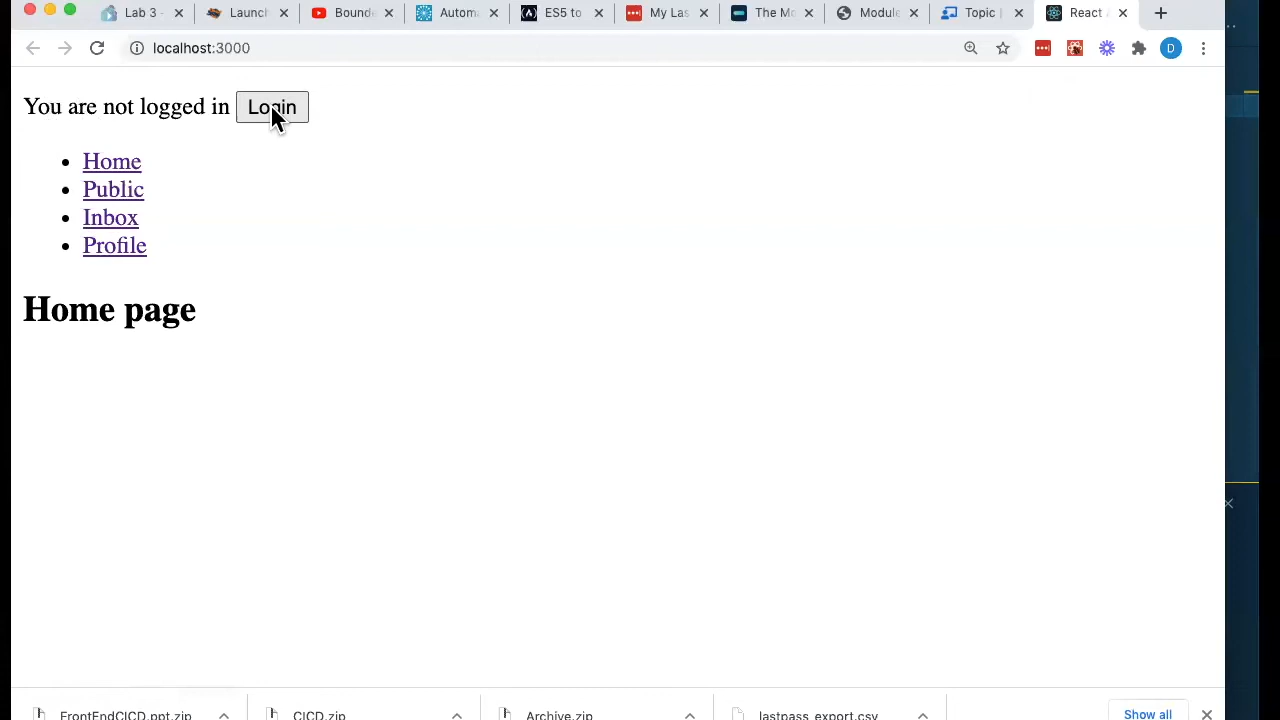 Lab 3 -
Launch
Bound
Autom
ES5 to
My Las
The M
Module
Topic |
React
localhost:3000
D
You are not logged in Login
Home
Public
Inbox
Profile
Home page
FrontEndCICD.ppt.zip
CICD.zip
Archive.zip
lastpass_export.csv
Show all